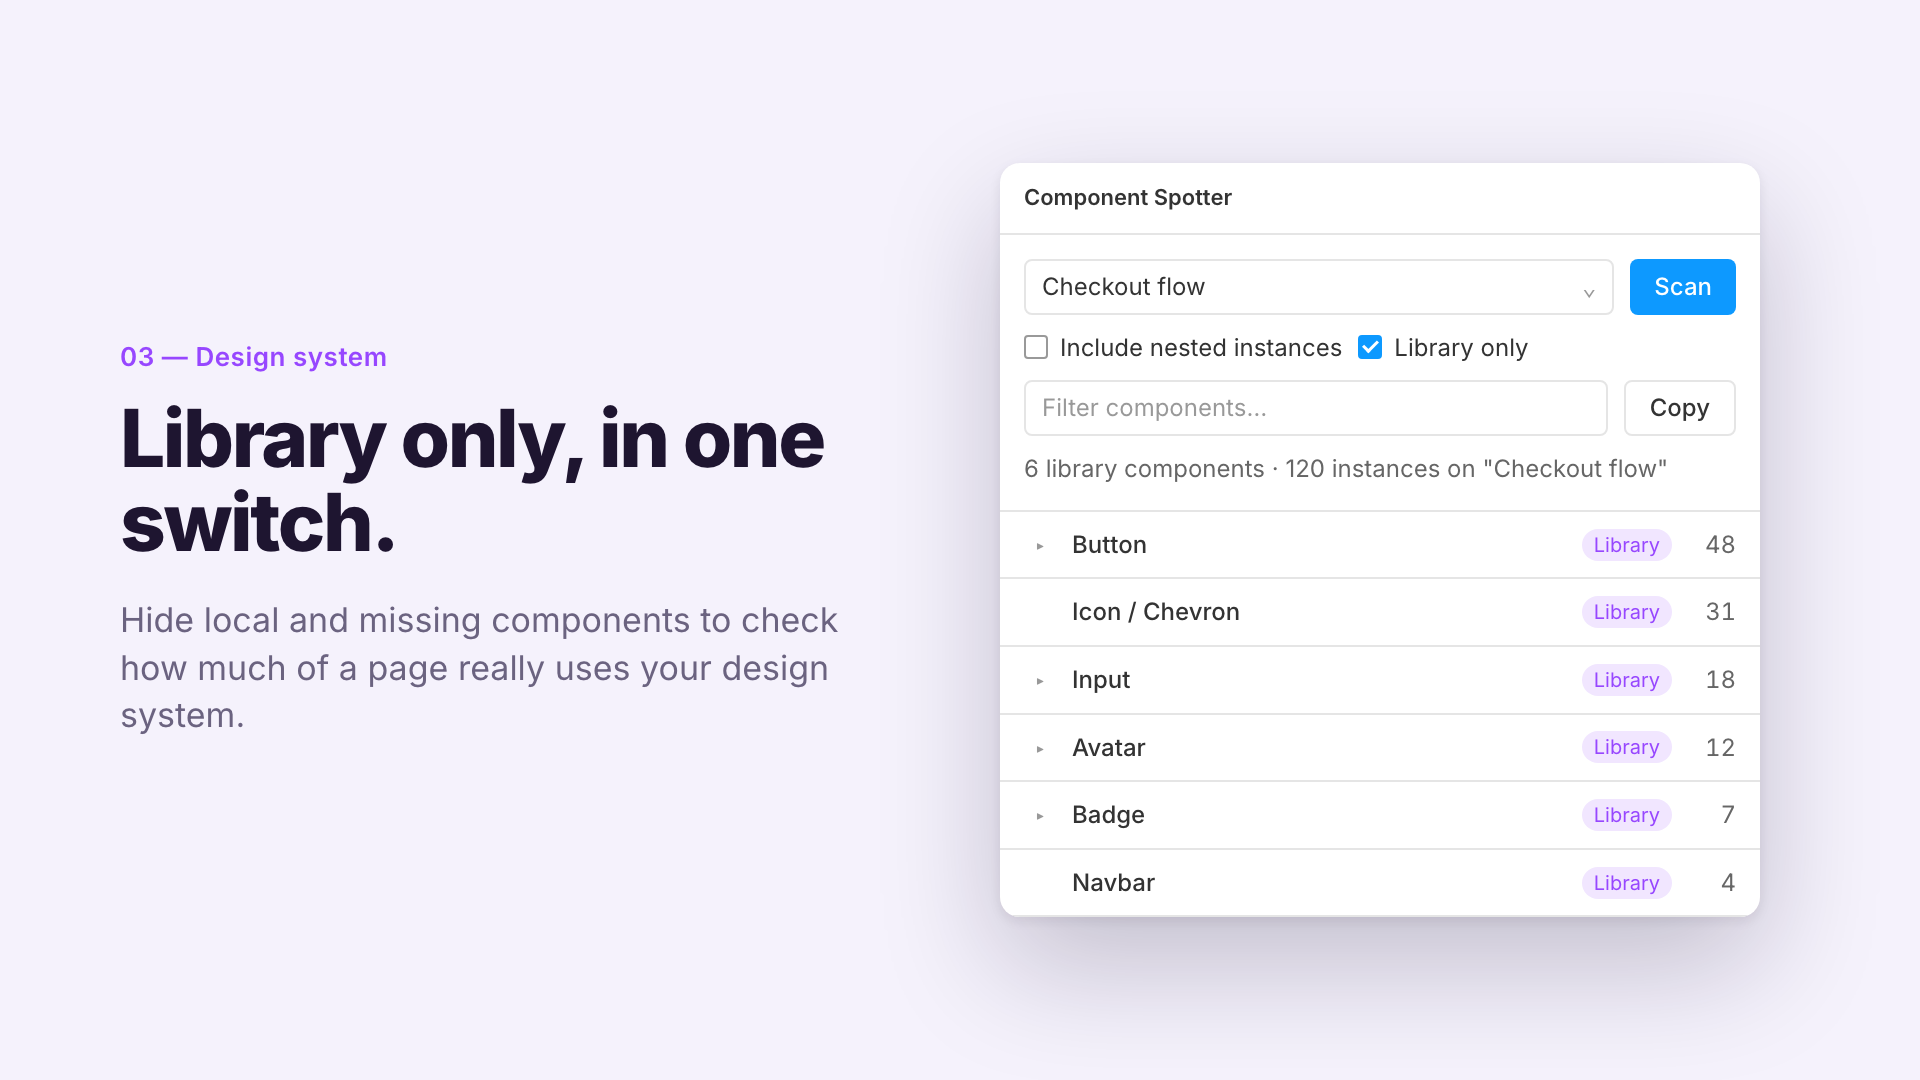 03 — Design system
Library only, in one
switch.
Hide local and missing components to check
how much of a page really uses your design
system.
Component Spotter
Checkout flow
Scan
Include nested instances
Library only
Filter components...
Copy
6 library components · 120 instances on "Checkout flow"
Button Library 48
Icon / Chevron Library 31
Input Library 18
Avatar Library 12
Badge Library 7
Navbar Library 4